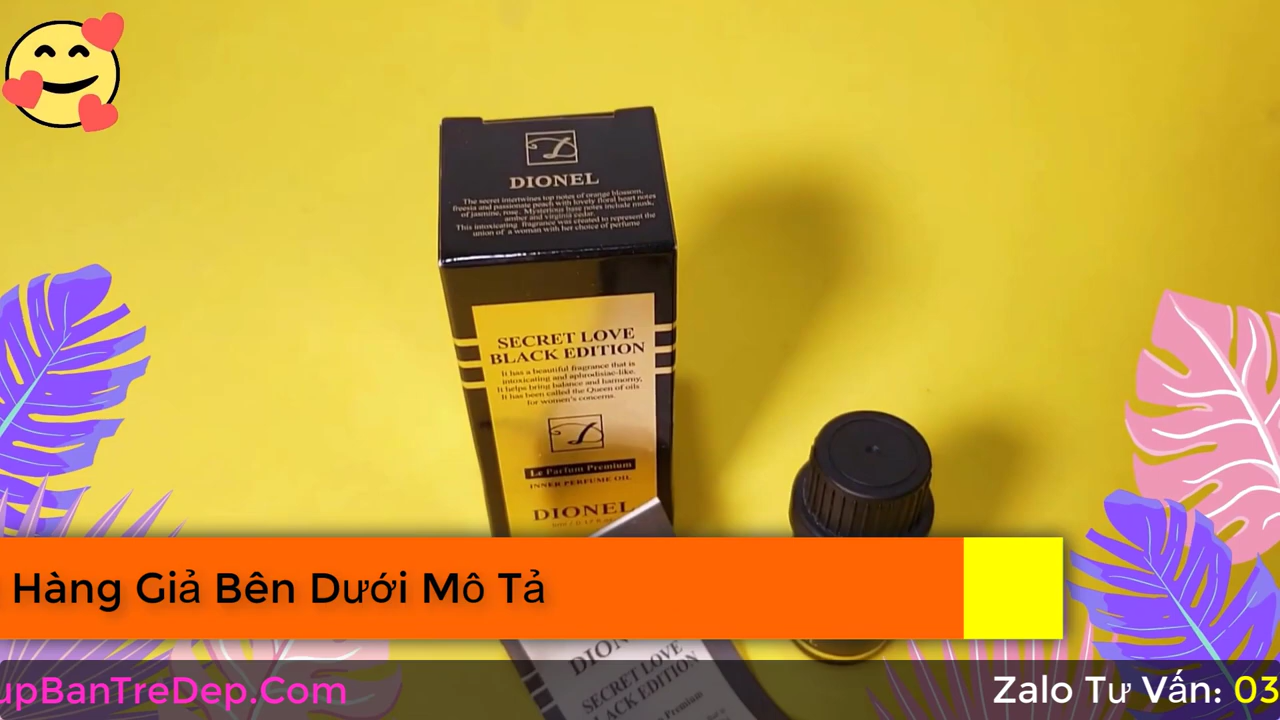 DIONEL
The secret intertwines top notes of orange blossom,
freesia and passionate peach with lovely floral heart notes
of jasmine, rose. Mysterious base notes include musk,
amber and virginia cedar.
This intoxicating fragrance was created to represent the
union of a woman with her choice of perfume
SECRET LOVE
BLACK EDITION
It has a beautiful fragrance that is
intoxicating and aphrodisiac-like.
It helps bring balance and harmorny,
It has been called the Queen of oils
for women's concerns.
Le Parfum Premium
INNER PERFUME OIL
DIONEL
Hàng Giả Bên Dưới Mô Tả
DION
SECRET LOVE
BLACK EDITION
Premium
upBanTreDep.Com
Zalo Tư Vấn: 03